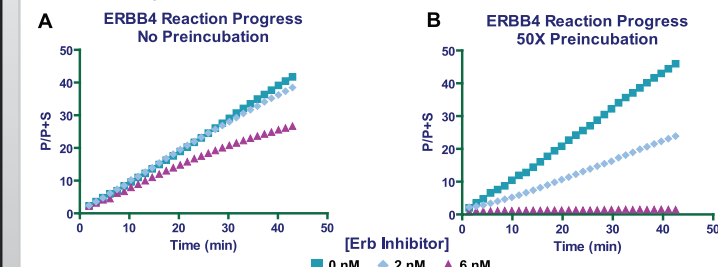 A
ERBB4 Reaction Progress
No Preincubation
50
40
30
20
10
0
P/P+S
0 10 20 30 40 50
Time (min)
B
ERBB4 Reaction Progress
50X Preincubation
50
40
30
20
10
0
P/P+S
0 10 20 30 40 50
Time (min)
[Erb Inhibitor]
0 nM 2 nM 6 nM